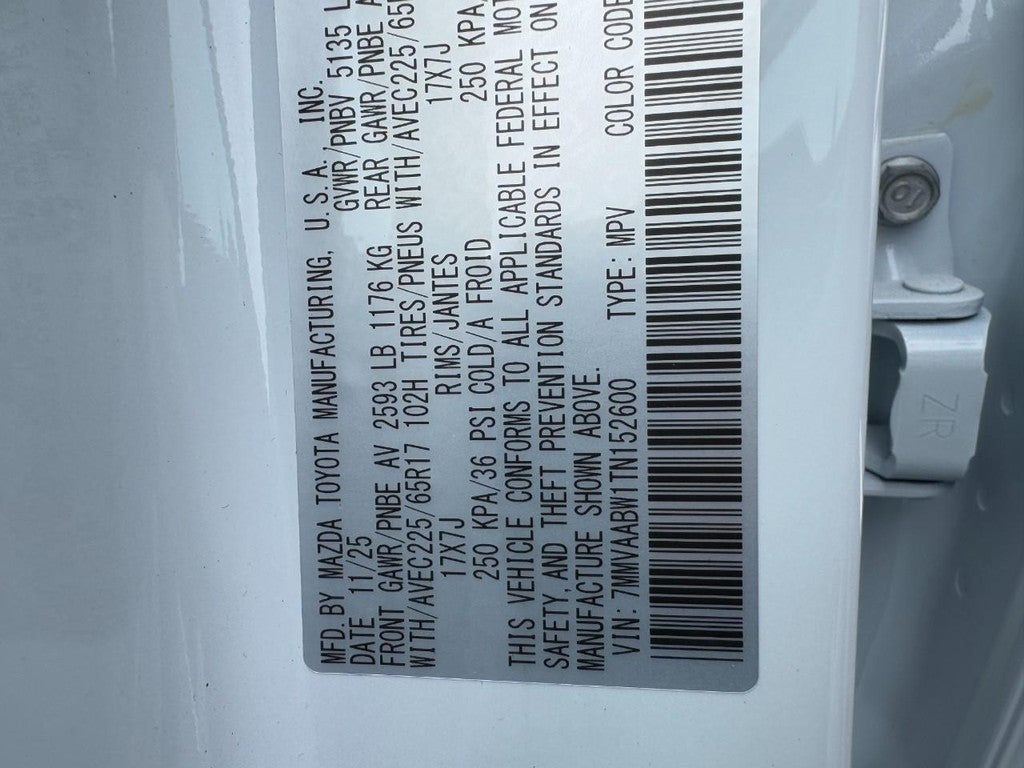 MFD. BY MAZDA TOYOTA MANUFACTURING, U.S.A. INC.
DATE 11/25 GVWR/PNBV 5135 L
FRONT GAWR/PNBE AV 2593 LB 1176 KG REAR GAWR/PNBE A
WITH/AVEC225/65R17 102H TIRES/PNEUS WITH/AVEC225/65
17X7J RIMS/JANTES 17X7J
250 KPA/36 PSI COLD/A FROID 250 KPA/
THIS VEHICLE CONFORMS TO ALL APPLICABLE FEDERAL MOT
SAFETY, AND THEFT PREVENTION STANDARDS IN EFFECT ON
MANUFACTURE SHOWN ABOVE.
VIN: 7MMVAABW1TN152600 TYPE: MPV COLOR CODE
ZR